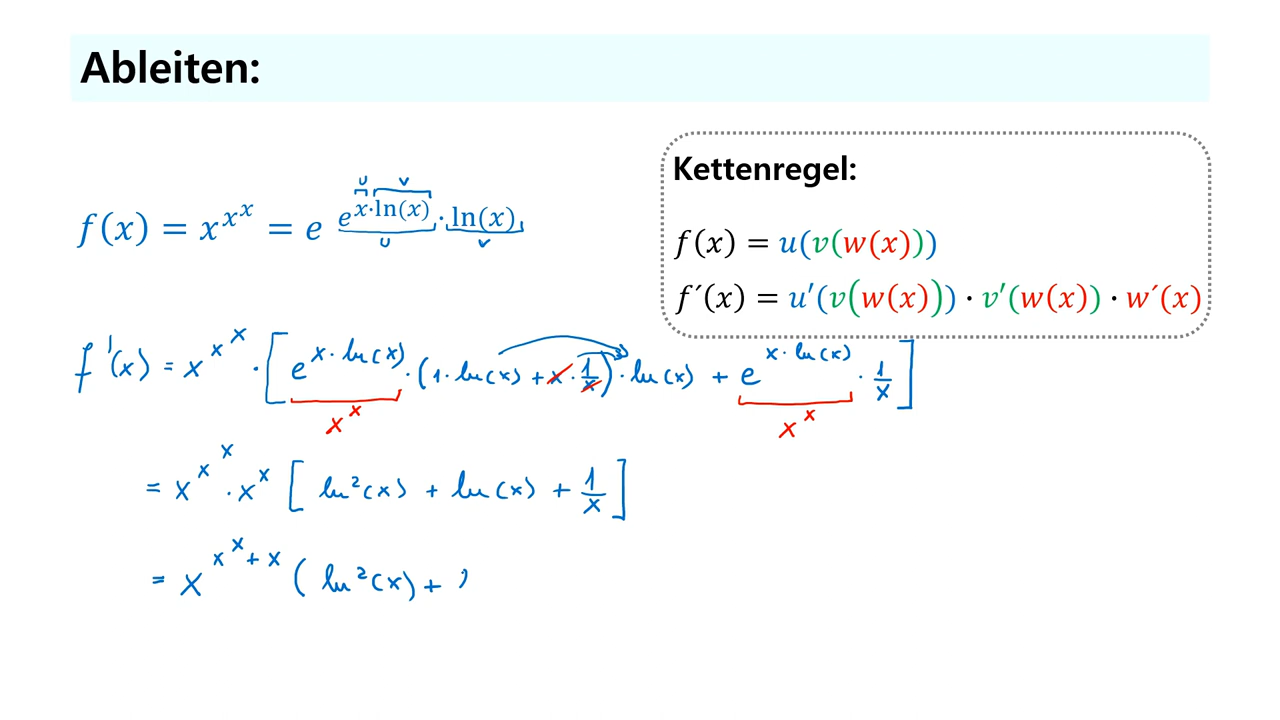 Ableiten:
f(x) = x^{x^x} = e^{e^{x·ln(x)}·ln(x)}
u v
u v
Kettenregel:
f(x) = u(v(w(x)))
f´(x) = u'(v(w(x))) · v'(w(x)) · w´(x)
f'(x) = x^{x^x} · [e^{x·ln(x)} · (1·ln(x) + x·1/x) · ln(x) + e^{x·ln(x)} · 1/x]
x^x x^x
= x^{x^x} · x^x [ln²(x) + ln(x) + 1/x]
= x^{x^x + x} (ln²(x) +